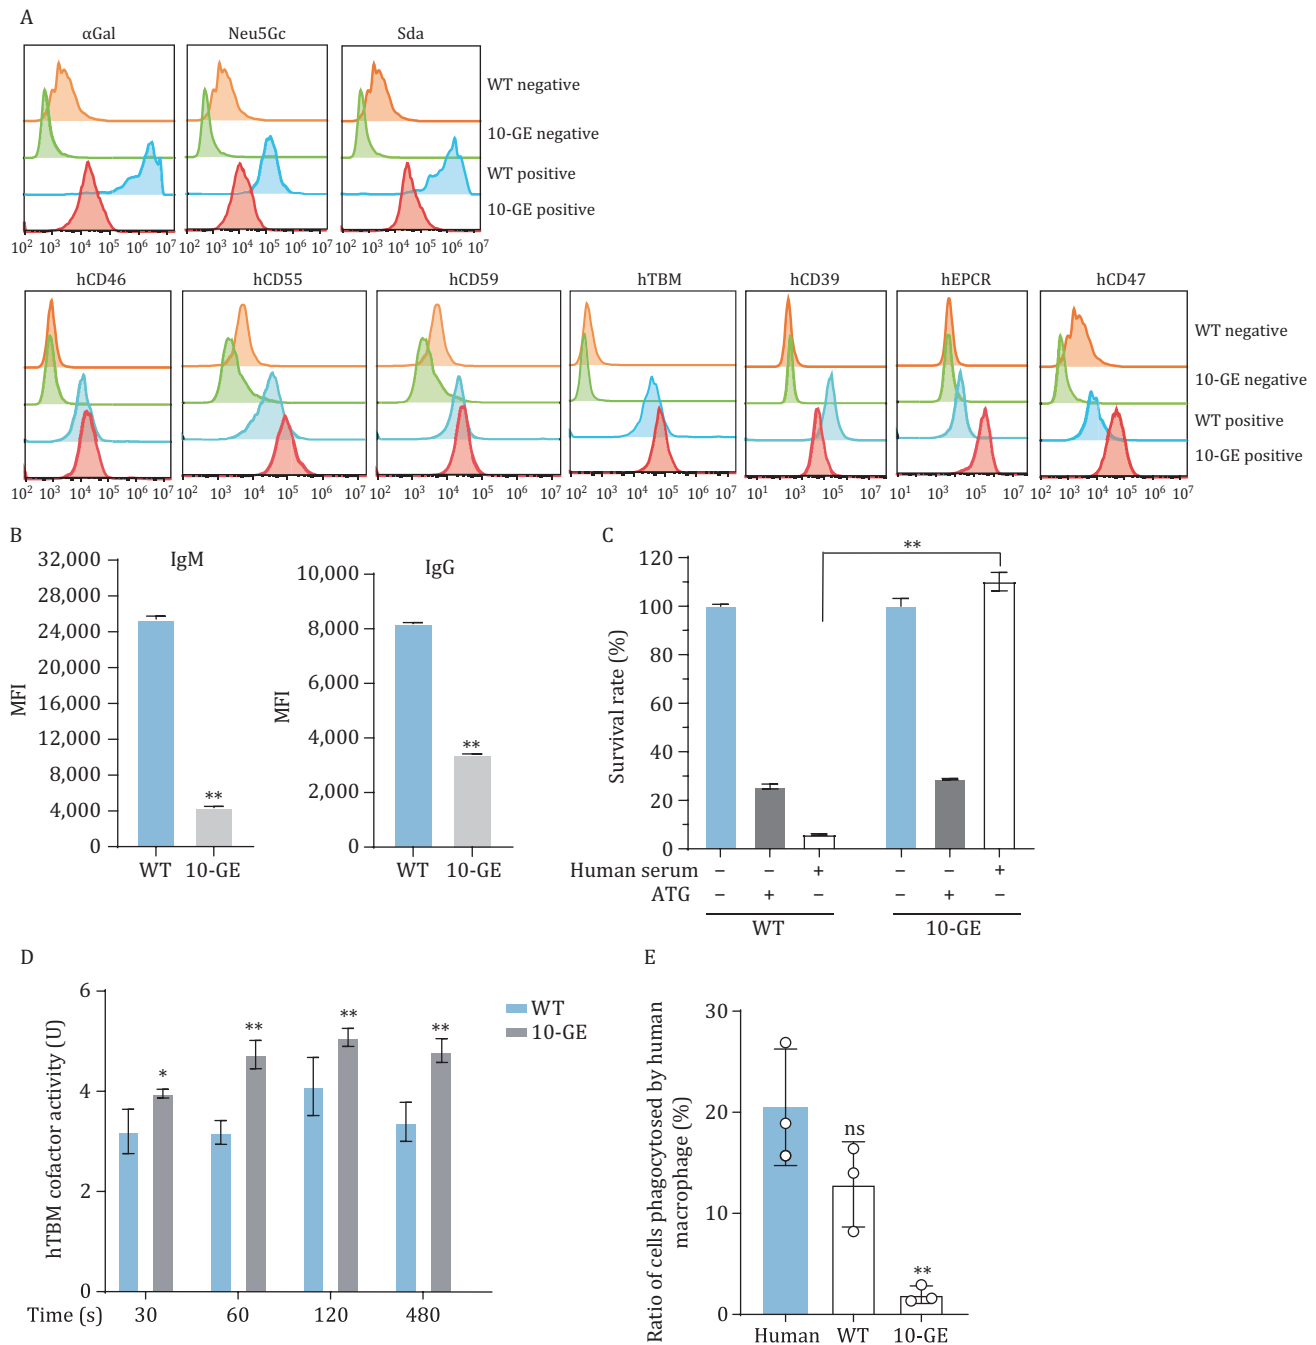 A
αGal Neu5Gc Sda
WT negative
10-GE negative
WT positive
10-GE positive
10² 10³ 10⁴ 10⁵ 10⁶ 10⁷ 10² 10³ 10⁴ 10⁵ 10⁶ 10⁷ 10² 10³ 10⁴ 10⁵ 10⁶ 10⁷
hCD46 hCD55 hCD59 hTBM hCD39 hEPCR hCD47
WT negative
10-GE negative
WT positive
10-GE positive
10² 10³ 10⁴ 10⁵ 10⁶ 10⁷ 10² 10³ 10⁴ 10⁵ 10⁶ 10⁷ 10² 10³ 10⁴ 10⁵ 10⁶ 10⁷ 10² 10³ 10⁴ 10⁵ 10⁶ 10⁷ 10¹ 10³ 10⁵ 10⁷ 10¹ 10³ 10⁵ 10⁷ 10² 10³ 10⁴ 10⁵ 10⁶ 10⁷
B
IgM
MFI
32,000
28,000
24,000
20,000
16,000
12,000
8,000
4,000
0
**
WT 10-GE
IgG
MFI
10,000
8,000
6,000
4,000
2,000
0
**
WT 10-GE
C
**
Survival rate (%)
120
100
80
60
40
20
0
Human serum – – + – – +
ATG – + – – + –
WT 10-GE
D
hTBM cofactor activity (U)
6
4
2
0
* ** ** **
WT
10-GE
Time (s) 30 60 120 480
E
Ratio of cells phagocytosed by human
macrophage (%)
30
20
10
0
ns
**
Human WT 10-GE